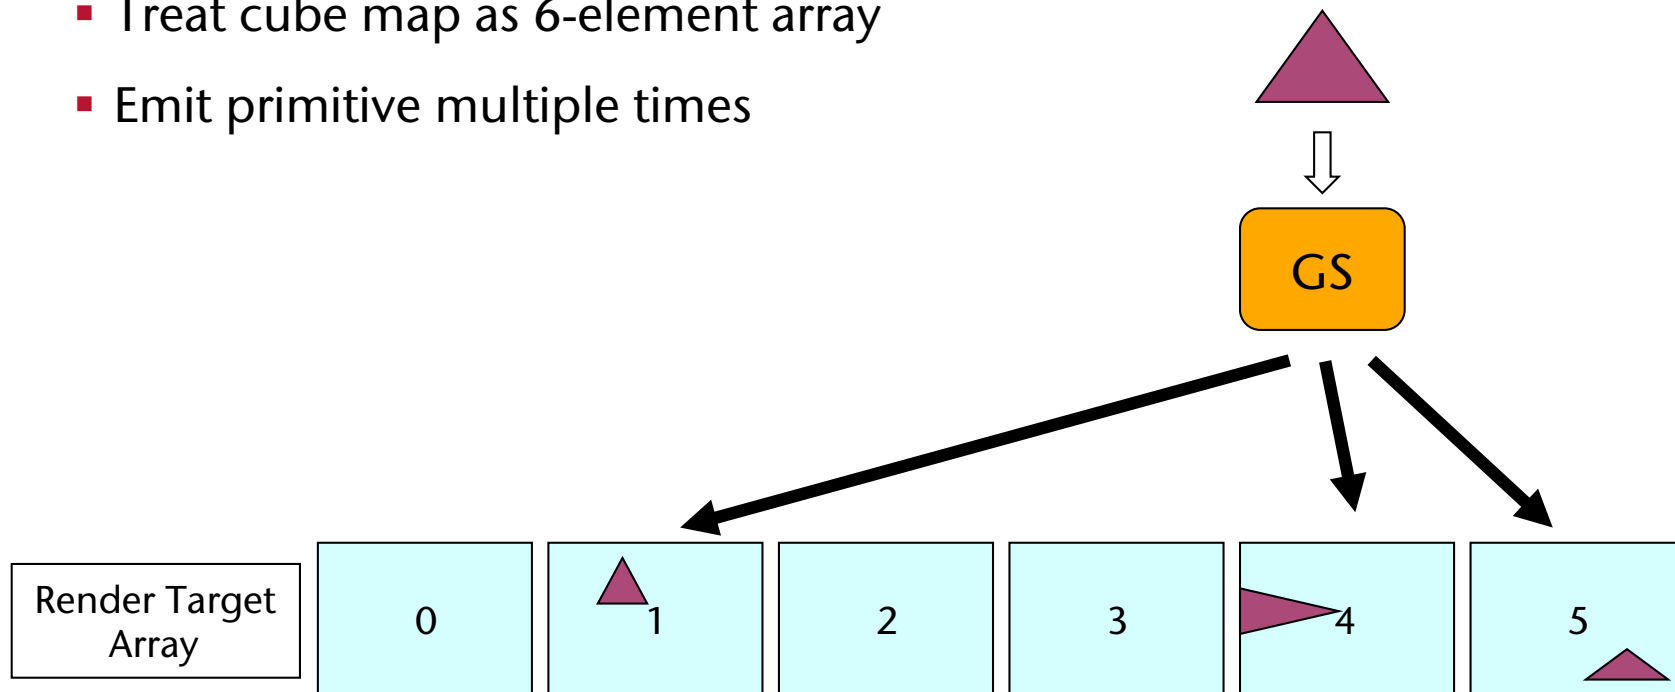 ▪ Treat cube map as 6-element array
▪ Emit primitive multiple times
GS
Render Target
Array
0
1
2
3
4
5